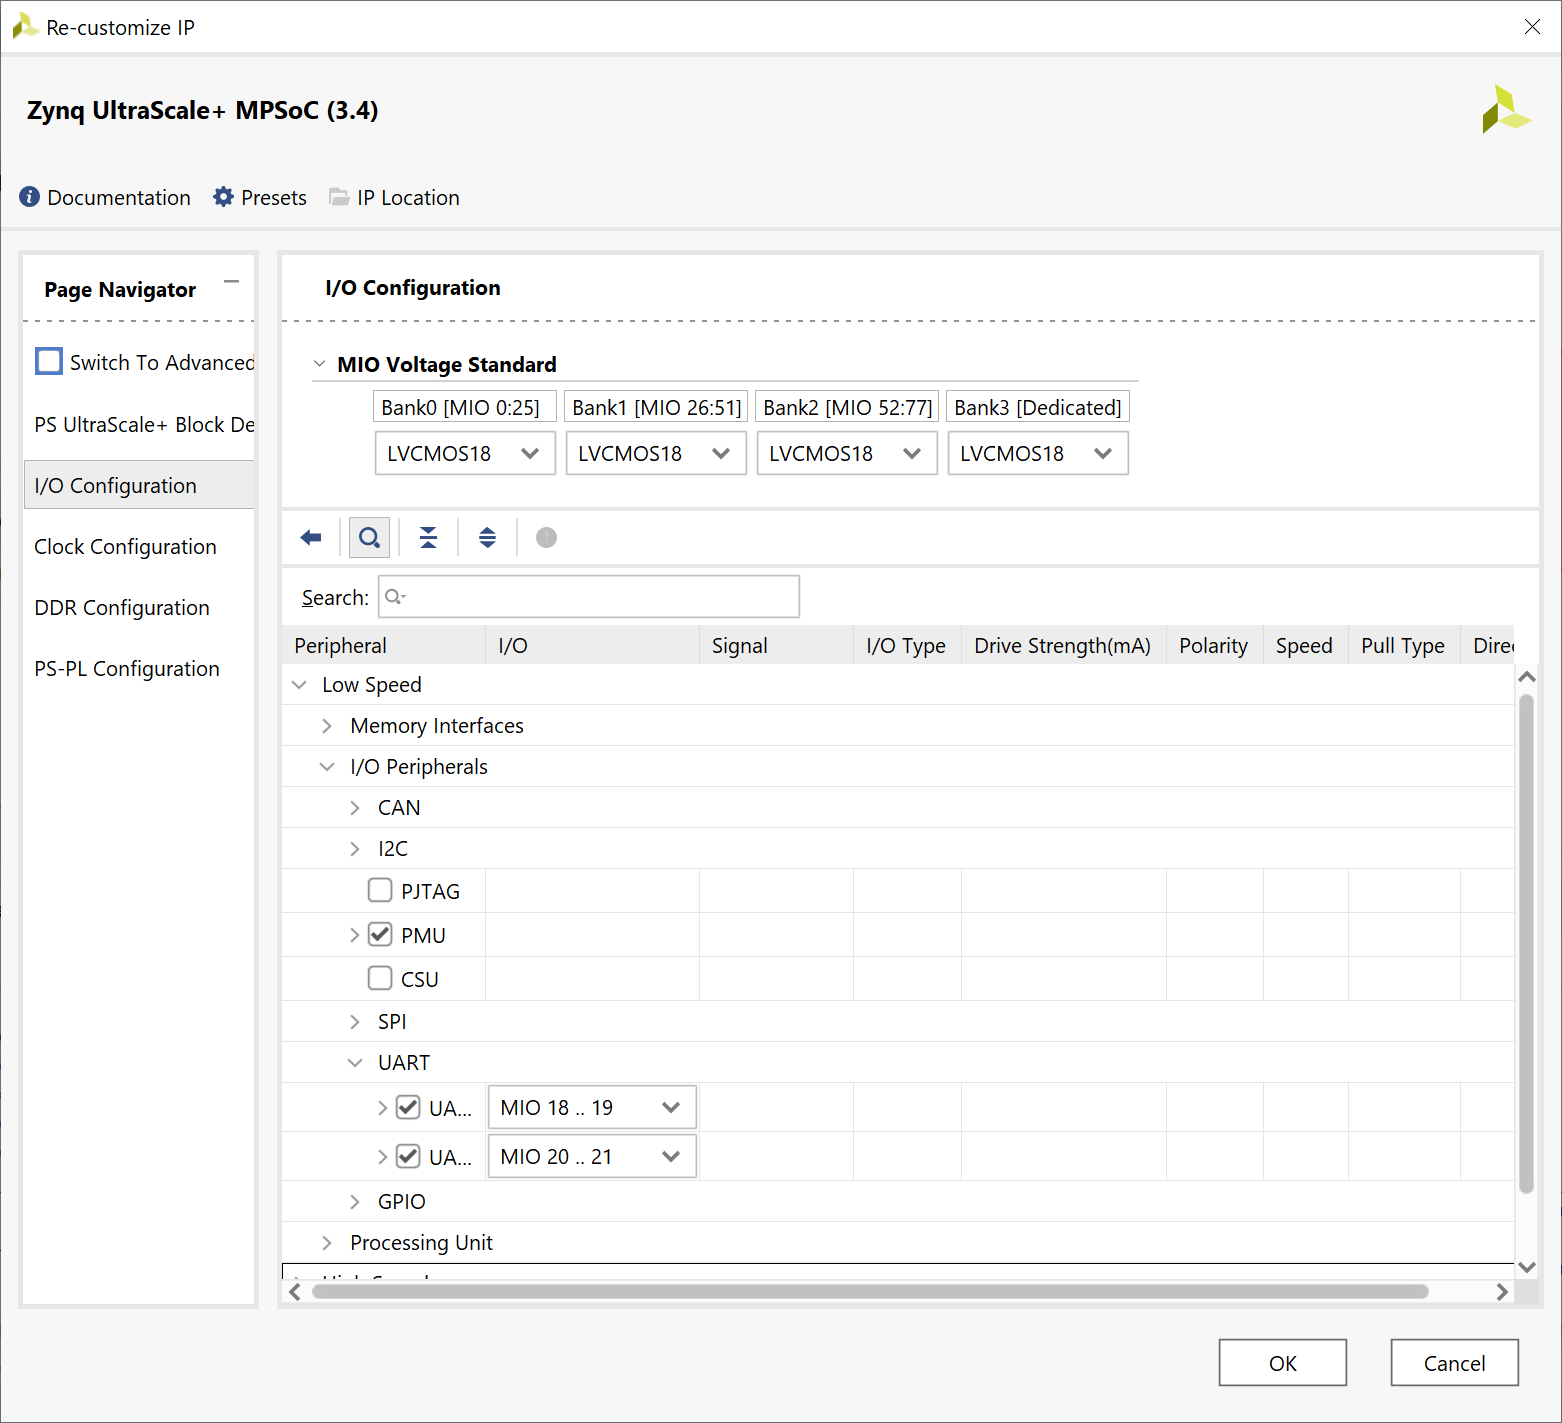 Re-customize IP
Zynq UltraScale+ MPSoC (3.4)
Documentation Presets IP Location
Page Navigator
Switch To Advanced
PS UltraScale+ Block De
I/O Configuration
Clock Configuration
DDR Configuration
PS-PL Configuration
I/O Configuration
MIO Voltage Standard
Bank0 [MIO 0:25] Bank1 [MIO 26:51] Bank2 [MIO 52:77] Bank3 [Dedicated]
LVCMOS18 LVCMOS18 LVCMOS18 LVCMOS18
Search:
Peripheral I/O Signal I/O Type Drive Strength(mA) Polarity Speed Pull Type Direc
Low Speed
Memory Interfaces
I/O Peripherals
CAN
I2C
PJTAG
PMU
CSU
SPI
UART
UA... MIO 18 .. 19
UA... MIO 20 .. 21
GPIO
Processing Unit
OK Cancel